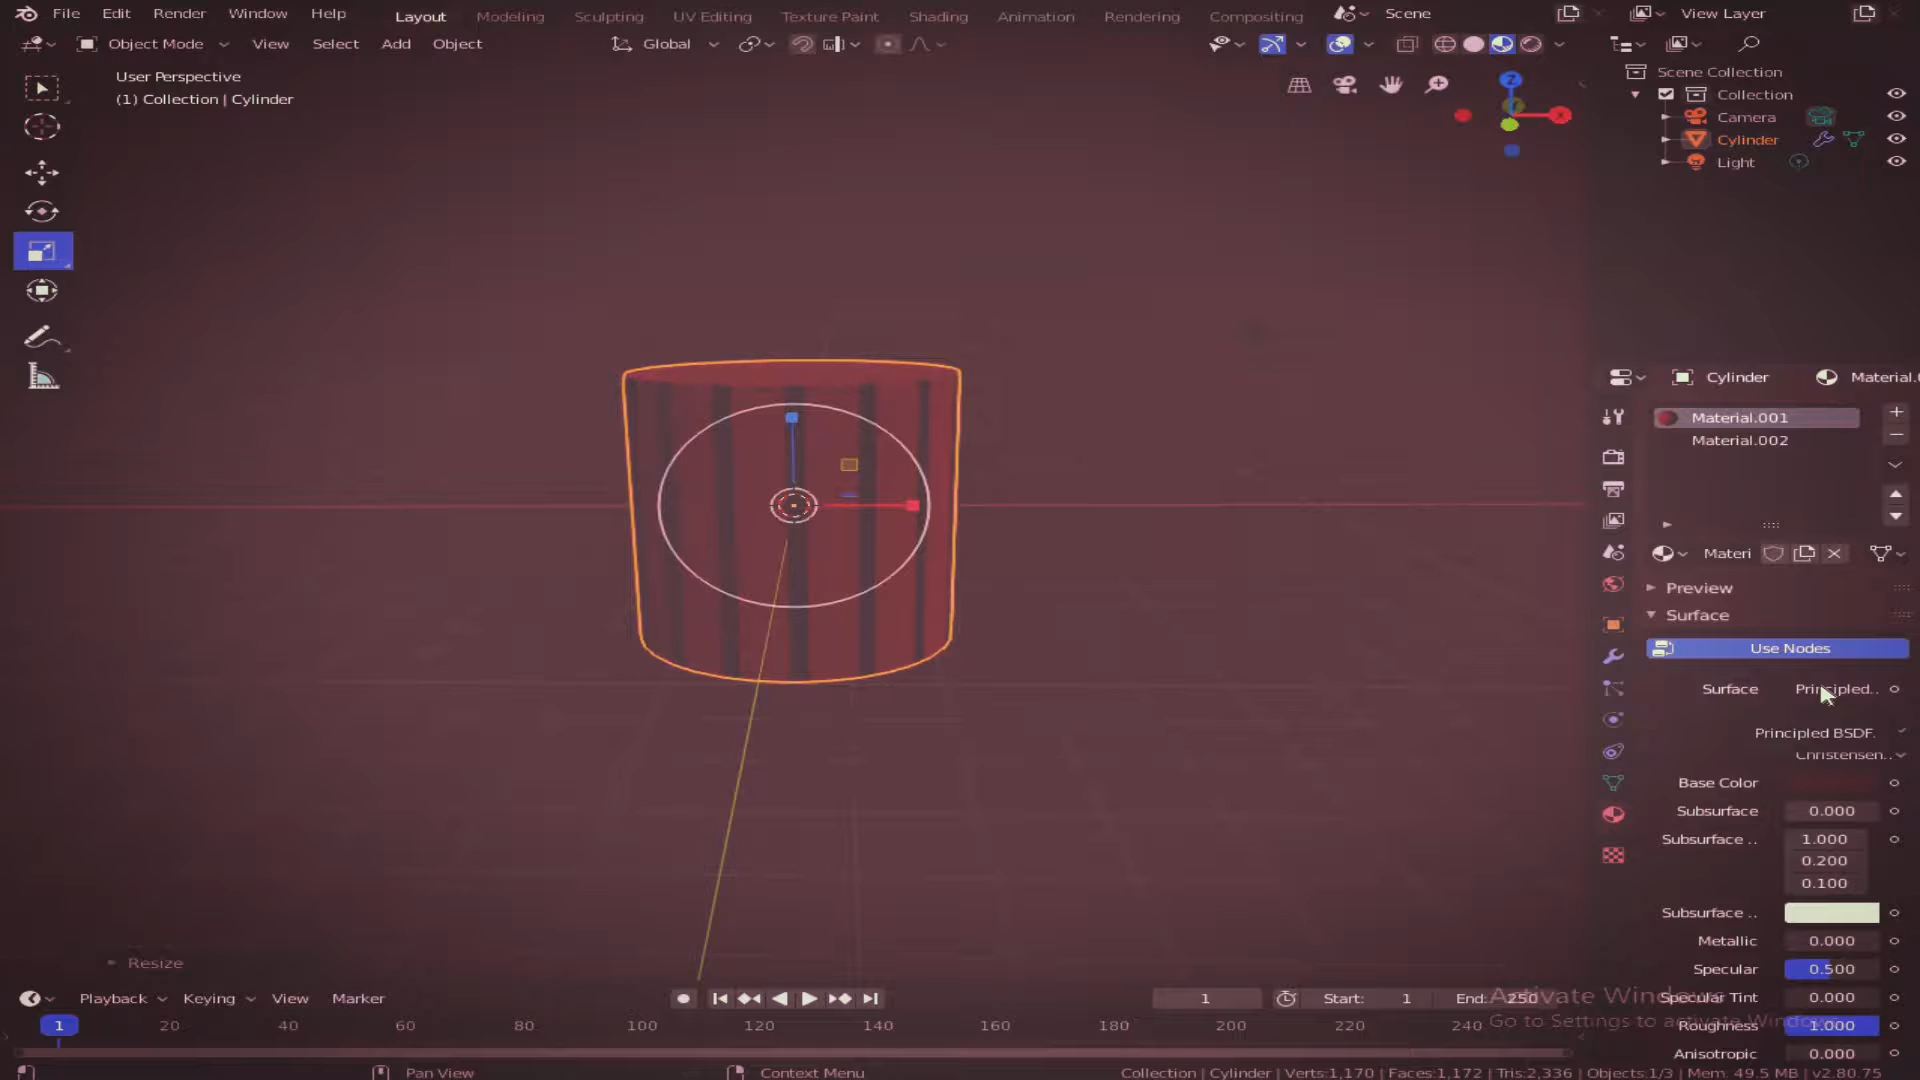 File Edit Render Window Help Layout Modeling Sculpting UV Editing Texture Paint Shading Animation Rendering Compositing Scene View Layer
Object Mode View Select Add Object Global
User Perspective
(1) Collection | Cylinder
Scene Collection
Collection
Camera
Cylinder
Light
Cylinder Material.0
Material.001
Material.002
Materi
Preview
Surface
Use Nodes
Surface Principled..
Principled BSDF.
Christensen..
Base Color
Subsurface 0.000
Subsurface .. 1.000
0.200
0.100
Subsurface ..
Metallic 0.000
Specular 0.500
Specular Tint 0.000
Roughness 1.000
Anisotropic 0.000
Resize
Activate Windows
Go to Settings to activate Windows.
Playback Keying View Marker 1 Start: 1 End: 250
1 20 40 60 80 100 120 140 160 180 200 220 240
Pan View Context Menu Collection | Cylinder | Verts:1,170 | Faces:1,172 | Tris:2,336 | Objects:1/3 | Mem: 49.5 MB | v2.80.75